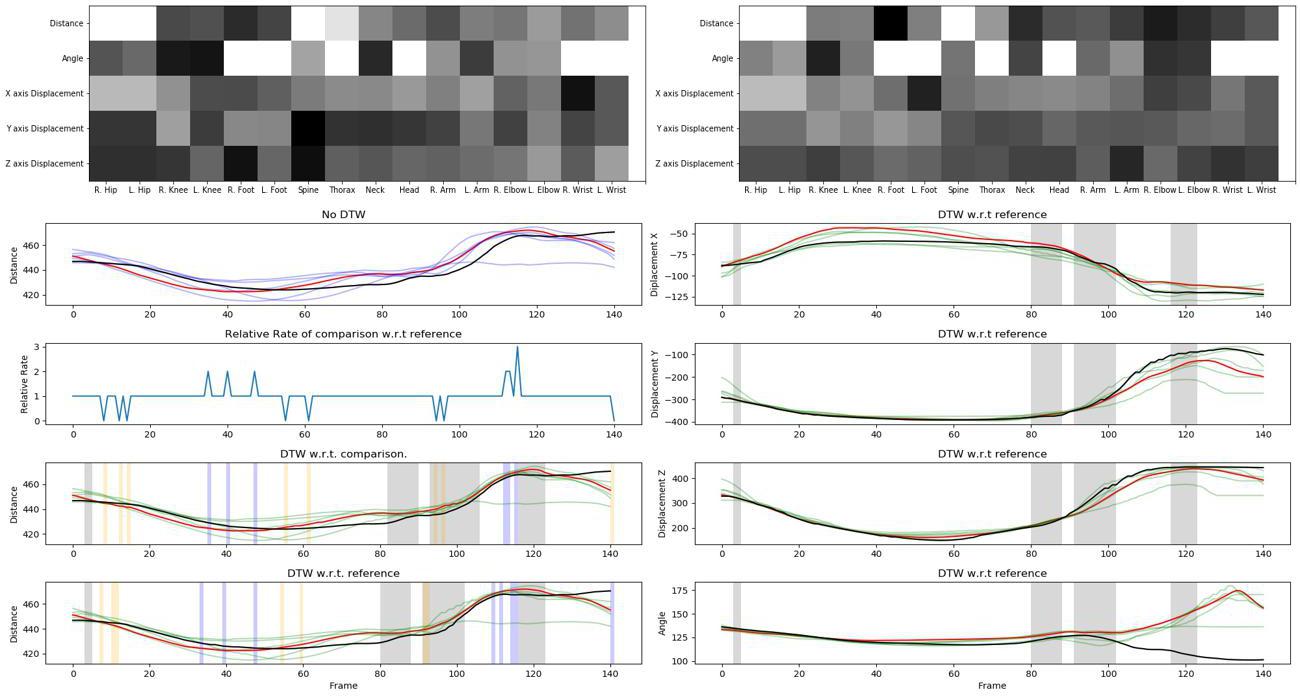 Distance
Angle
X axis Displacement
Y axis Displacement
Z axis Displacement
R. Hip L. Hip R. Knee L. Knee R. Foot L. Foot Spine Thorax Neck Head R. Arm L. Arm R. Elbow L. Elbow R. Wrist L. Wrist
Distance
Angle
X axis Displacement
Y axis Displacement
Z axis Displacement
R. Hip L. Hip R. Knee L. Knee R. Foot L. Foot Spine Thorax Neck Head R. Arm L. Arm R. Elbow L. Elbow R. Wrist L. Wrist
No DTW
Distance
460
440
420
0 20 40 60 80 100 120 140
DTW w.r.t reference
Diplacement X
−50
−75
−100
−125
0 20 40 60 80 100 120 140
Relative Rate of comparison w.r.t reference
Relative Rate
3
2
1
0
0 20 40 60 80 100 120 140
DTW w.r.t reference
Displacement Y
−100
−200
−300
−400
0 20 40 60 80 100 120 140
DTW w.r.t. comparison.
Distance
460
440
420
0 20 40 60 80 100 120 140
DTW w.r.t reference
Displacement Z
400
300
200
0 20 40 60 80 100 120 140
DTW w.r.t. reference
Distance
460
440
420
0 20 40 60 80 100 120 140
Frame
DTW w.r.t reference
Angle
175
150
125
100
0 20 40 60 80 100 120 140
Frame